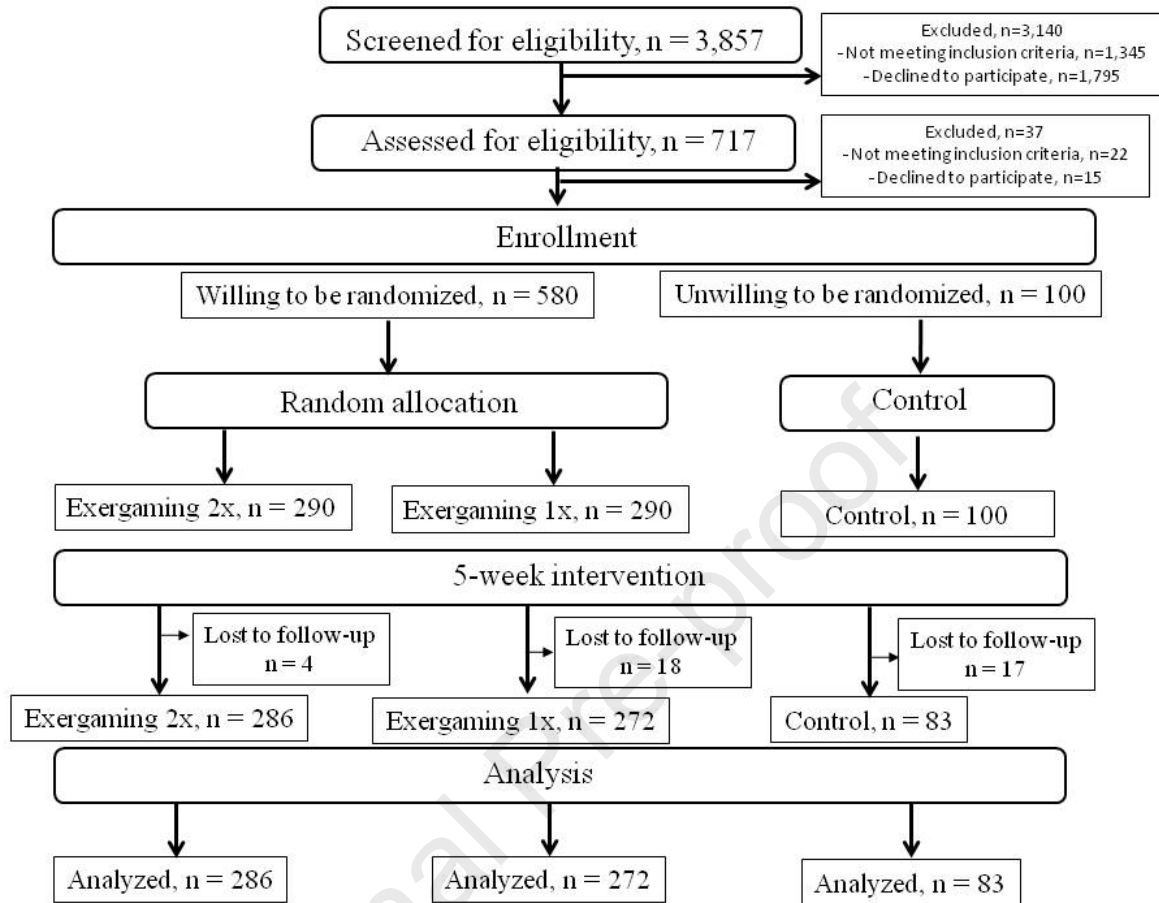 Screened for eligibility, n = 3,857
Excluded, n=3,140
-Not meeting inclusion criteria, n=1,345
-Declined to participate, n=1,795
Assessed for eligibility, n = 717
Excluded, n=37
-Not meeting inclusion criteria, n=22
-Declined to participate, n=15
Enrollment
Willing to be randomized, n = 580
Unwilling to be randomized, n = 100
Random allocation
Control
Exergaming 2x, n = 290
Exergaming 1x, n = 290
Control, n = 100
5-week intervention
Lost to follow-up
n = 4
Lost to follow-up
n = 18
Lost to follow-up
n = 17
Exergaming 2x, n = 286
Exergaming 1x, n = 272
Control, n = 83
Analysis
Analyzed, n = 286
Analyzed, n = 272
Analyzed, n = 83
nal Pre-proof